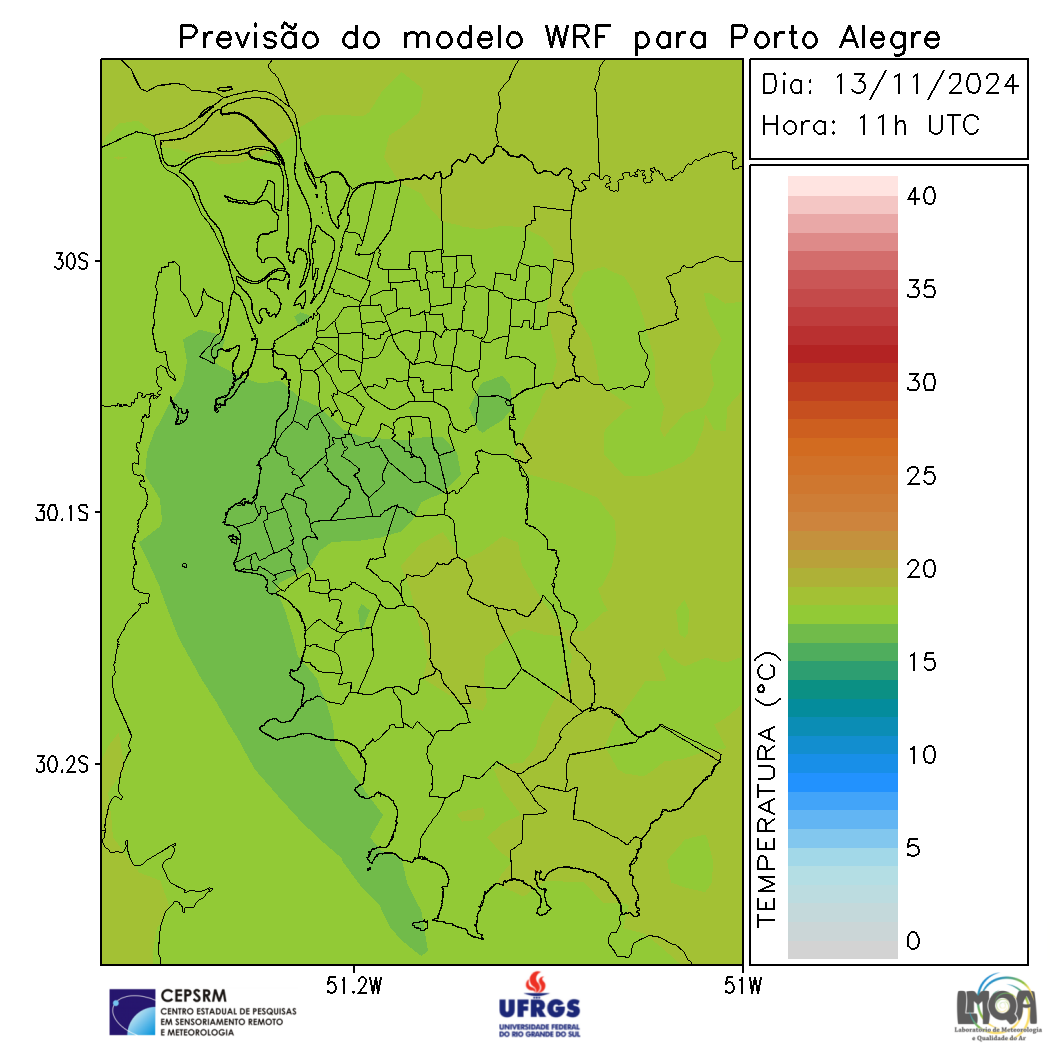 Previsão do modelo WRF para Porto Alegre
Dia: 13/11/2024
Hora: 11h UTC
40
35
30
25
20
15
10
5
0
TEMPERATURA (°C)
30S
30.1S
30.2S
51.2W
51W
CEPSRM
CENTRO ESTADUAL DE PESQUISAS
EM SENSORIAMENTO REMOTO
E METEOROLOGIA
UFRGS
UNIVERSIDADE FEDERAL
DO RIO GRANDE DO SUL
LMQA
Laboratório de Meteorologia
e Qualidade do Ar